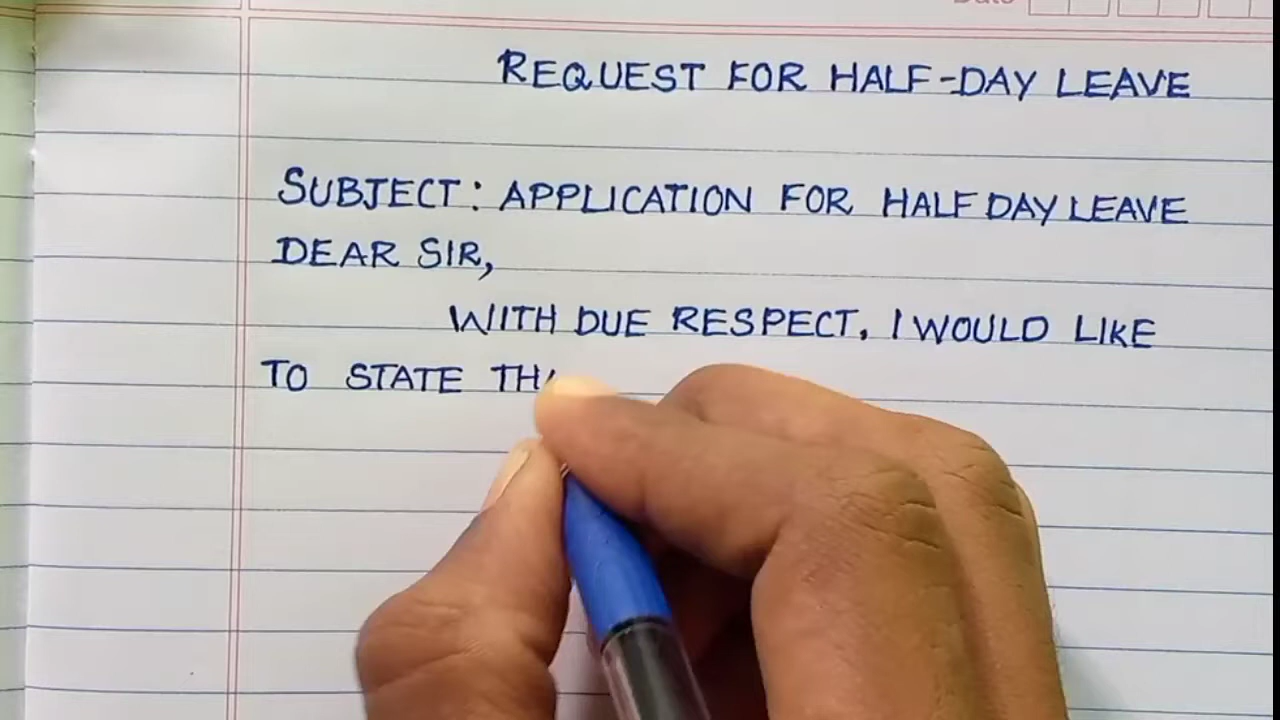 REQUEST FOR HALF-DAY LEAVE
SUBJECT: APPLICATION FOR HALF DAY LEAVE
DEAR SIR,
WITH DUE RESPECT, I WOULD LIKE
TO STATE